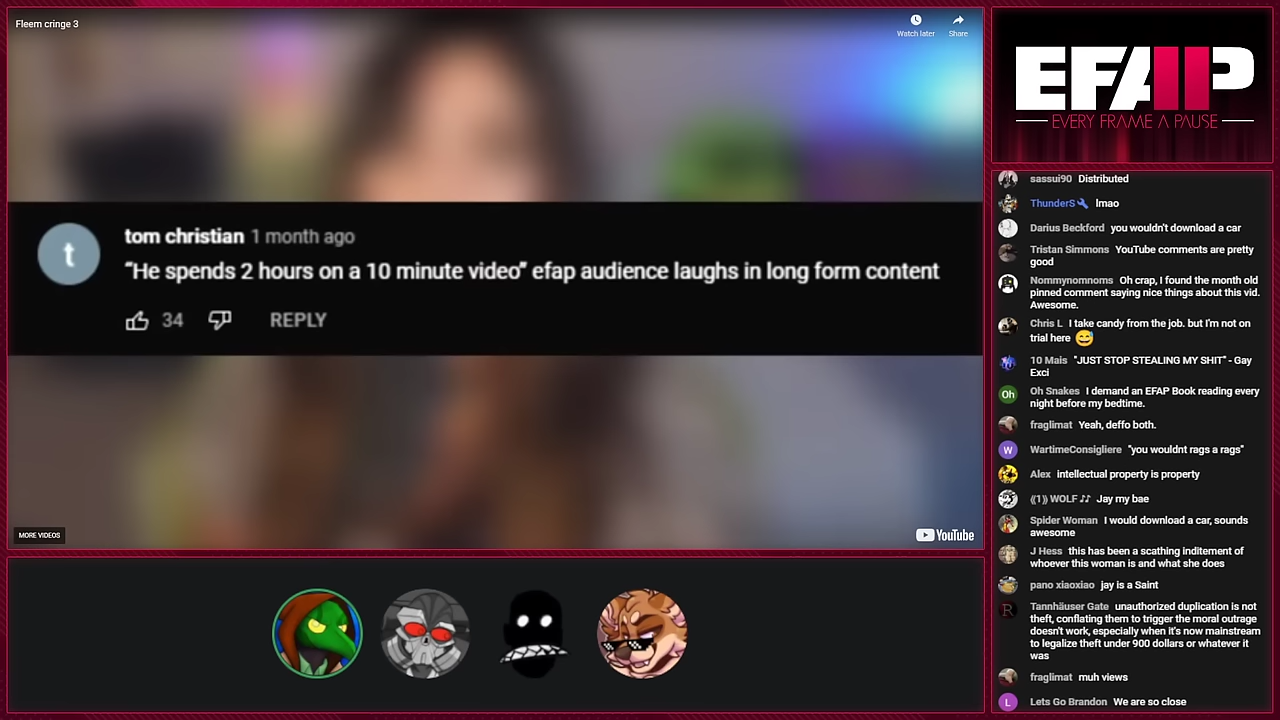 Fleem cringe 3
Watch later
Share
tom christian 1 month ago
“He spends 2 hours on a 10 minute video” efap audience laughs in long form content
34
REPLY
MORE VIDEOS
YouTube
EFAP
EVERY FRAME A PAUSE
sassui90 Distributed
ThunderS lmao
Darius Beckford you wouldn't download a car
Tristan Simmons YouTube comments are pretty
good
Nommynomnoms Oh crap, I found the month old
pinned comment saying nice things about this vid.
Awesome.
Chris L I take candy from the job. but I'm not on
trial here 😅
10 Mais "JUST STOP STEALING MY SHIT" - Gay
Exci
Oh Snakes I demand an EFAP Book reading every
night before my bedtime.
fraglimat Yeah, deffo both.
WartimeConsigliere "you wouldnt rags a rags"
Alex intellectual property is property
⸨1⸩ WOLF ♪♪ Jay my bae
Spider Woman I would download a car, sounds
awesome
J Hess this has been a scathing inditement of
whoever this woman is and what she does
pano xiaoxiao jay is a Saint
Tannhäuser Gate unauthorized duplication is not
theft, conflating them to trigger the moral outrage
doesn't work, especially when it's now mainstream
to legalize theft under 900 dollars or whatever it
was
fraglimat muh views
Lets Go Brandon We are so close
t
Oh
W
R
L